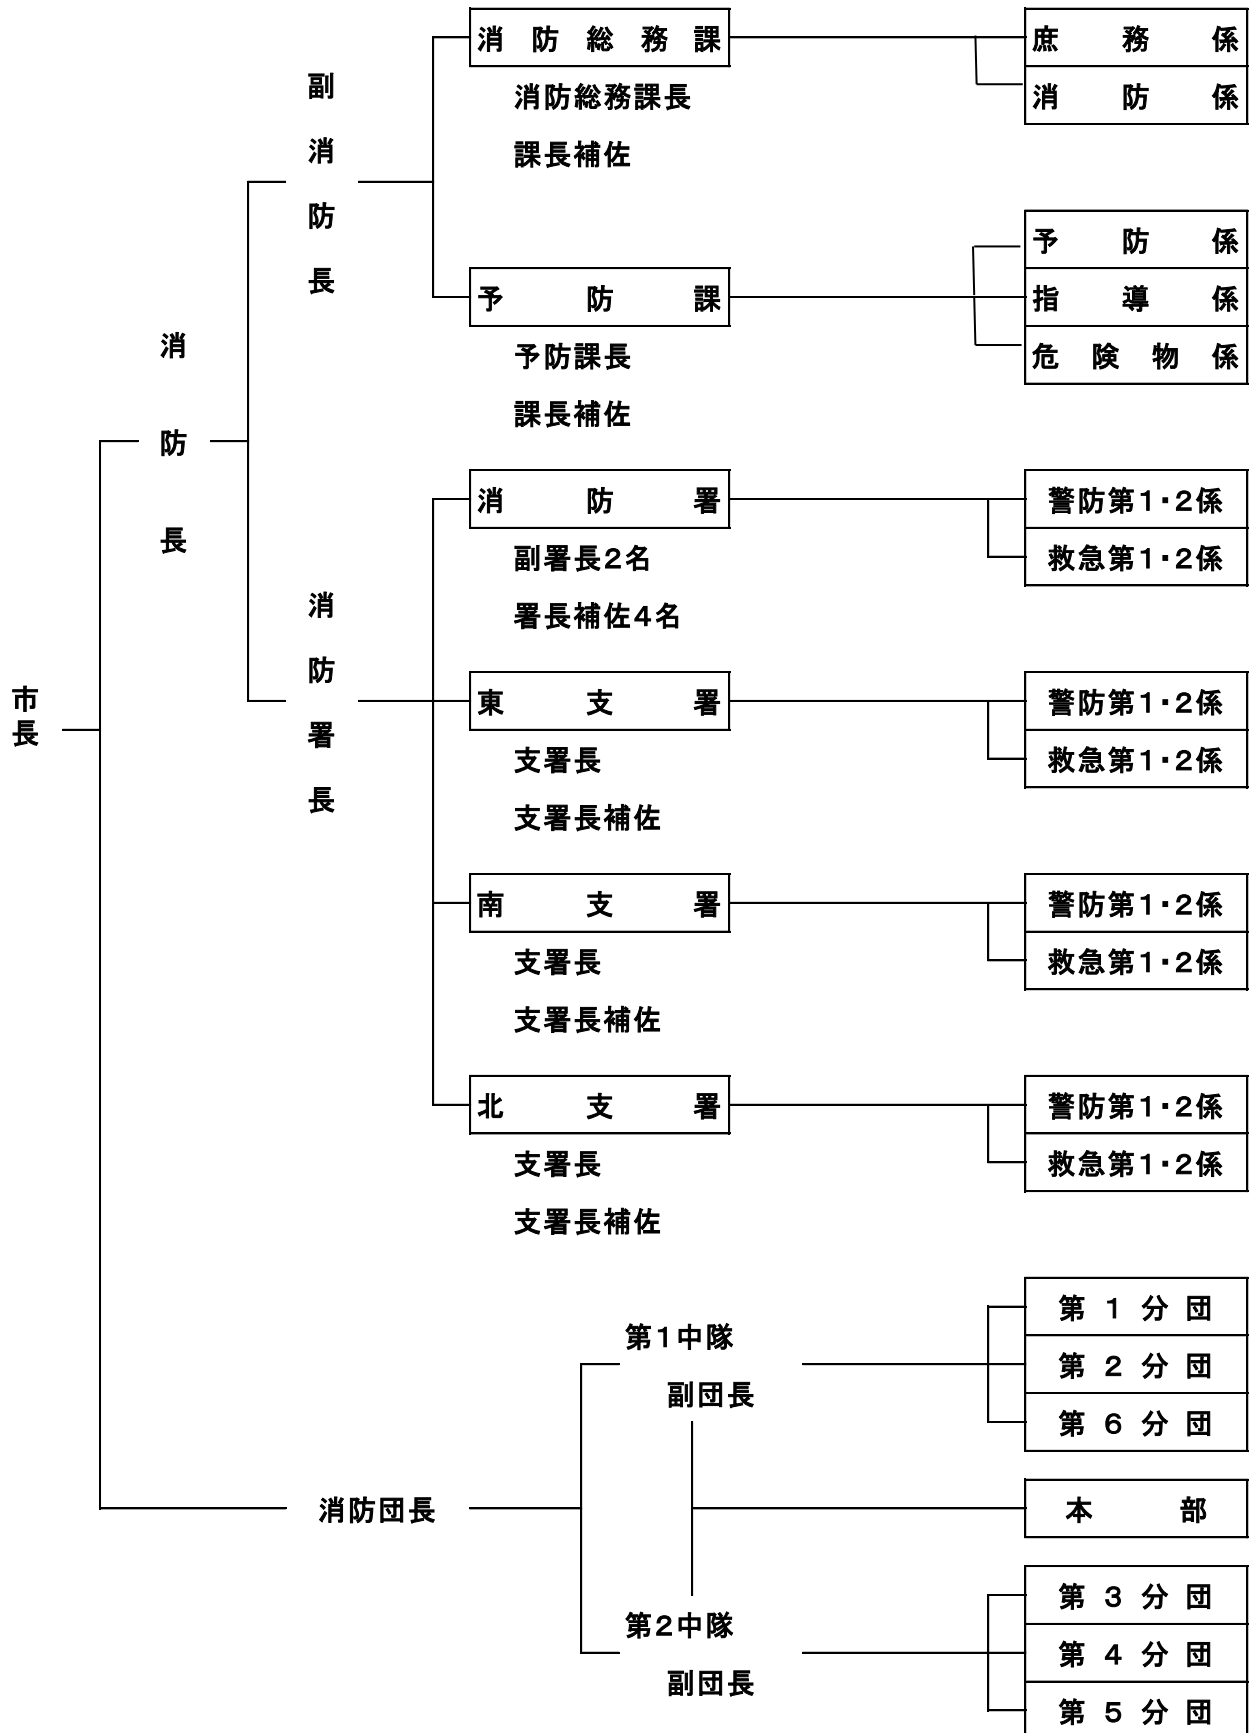 市長
消防長
副消防長
消防総務課
消防総務課長
課長補佐
庶務係
消防係
予防課
予防課長
課長補佐
予防係
指導係
危険物係
消防署長
消防署
副署長2名
署長補佐4名
警防第1・2係
救急第1・2係
東支署
支署長
支署長補佐
警防第1・2係
救急第1・2係
南支署
支署長
支署長補佐
警防第1・2係
救急第1・2係
北支署
支署長
支署長補佐
警防第1・2係
救急第1・2係
消防団長
第1中隊
副団長
第1分団
第2分団
第6分団
本部
第2中隊
副団長
第3分団
第4分団
第5分団